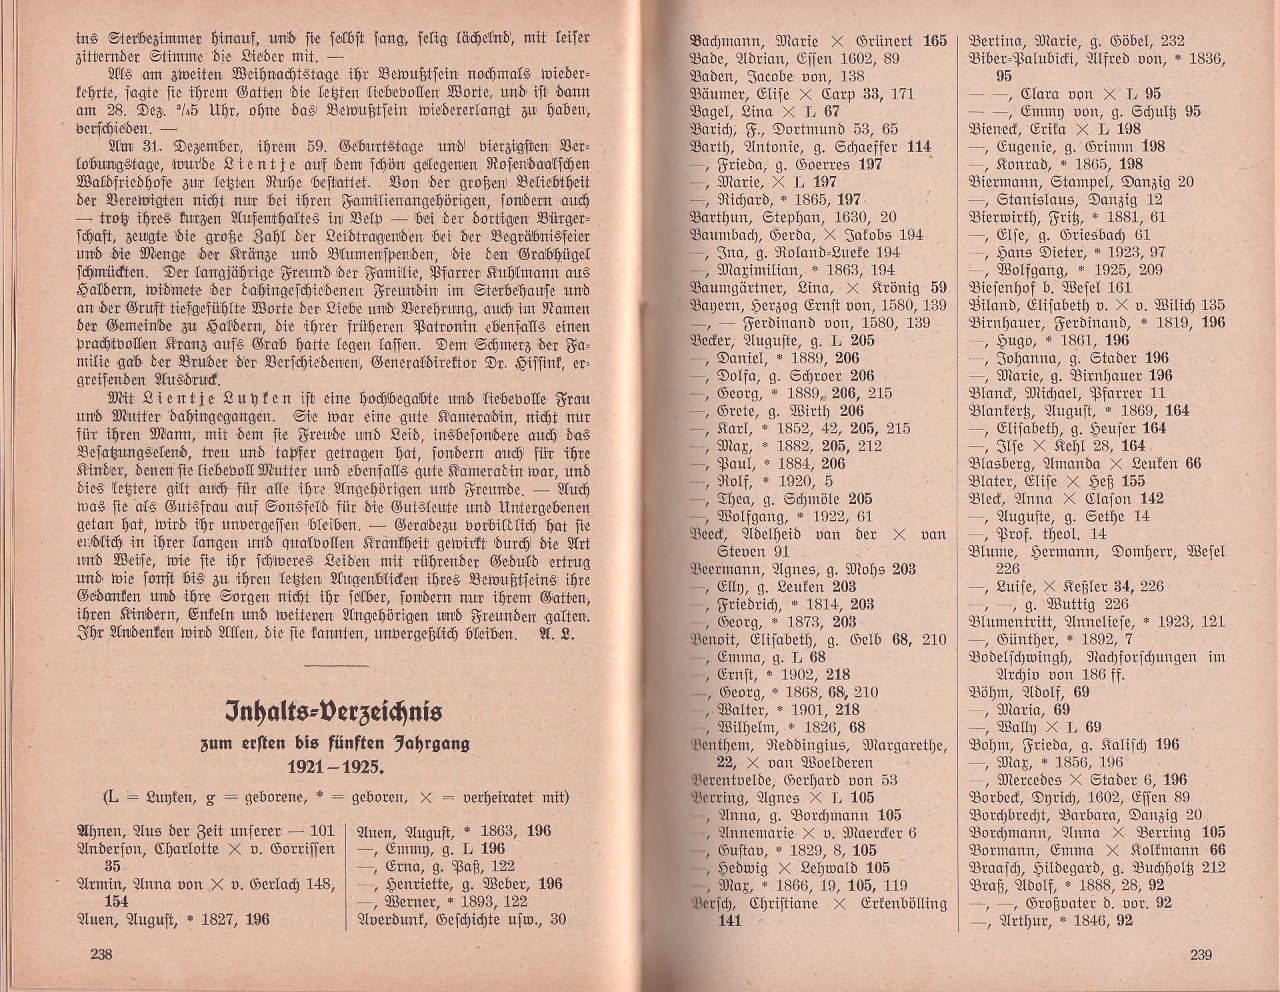 ins Sterbezimmer hinauf, und sie selbst sang, selig lächelnd, mit leiser
zitternder Stimme die Lieder mit. —
Als am zweiten Weihnachtstage ihr Bewußtsein nochmals wieder-
kehrte, sagte sie ihrem Gatten die letzten liebevollen Worte, und ist dann
am 28. Dez. ³/₄5 Uhr, ohne das Bewußtsein wiedererlangt zu haben,
verschieden. —
Am 31. Dezember, ihrem 59. Geburtstage und vierzigsten Ver-
lobungstage, wurde Lientje auf dem schön gelegenen Rosendaalschen
Waldfriedhofe zur letzten Ruhe bestattet. Von der großen Beliebtheit
der Verewigten nicht nur bei ihren Familienangehörigen, sondern auch
— trotz ihres kurzen Aufenthaltes in Velp — bei der dortigen Bürger-
schaft, zeugte die große Zahl der Leidtragenden bei der Begräbnisfeier
und die Menge der Kränze und Blumenspenden, die den Grabhügel
schmückten. Der langjährige Freund der Familie, Pfarrer Kuhlmann aus
Haldern, widmete der dahingeschiedenen Freundin im Sterbehause und
an der Gruft tiefgefühlte Worte der Liebe und Verehrung, auch im Namen
der Gemeinde zu Haldern, die ihrer früheren Patronin ebenfalls einen
prachtvollen Kranz aufs Grab hatte legen lassen. Dem Schmerz der Fa-
milie gab der Bruder der Verschiedenen, Generaldirektor Dr. Hissink, er-
greifenden Ausdruck.
Mit Lientje Luyken ist eine hochbegabte und liebevolle Frau
und Mutter dahingegangen. Sie war eine gute Kameradin, nicht nur
für ihren Mann, mit dem sie Freude und Leid, insbesondere auch das
Besatzungselend, treu und tapfer getragen hat, sondern auch für ihre
Kinder, denen sie liebevoll Mutter und ebenfalls gute Kameradin war, und
dies letztere gilt auch für alle ihre Angehörigen und Freunde. — Auch
was sie als Gutsfrau auf Sonsfeld für die Gutsleute und Untergebenen
getan hat, wird ihr unvergessen bleiben. — Geradezu vorbildlich hat sie
endlich in ihrer langen und qualvollen Krankheit gewirkt durch die Art
und Weise, wie sie ihr schweres Leiden mit rührender Geduld ertrug
und wie sonst bis zu ihren letzten Augenblicken ihres Bewußtseins ihre
Gedanken und ihre Sorgen nicht ihr selber, sondern nur ihrem Gatten,
ihren Kindern, Enkeln und weiteren Angehörigen und Freunden galten.
Ihr Andenken wird Allen, die sie kannten, unvergeßlich bleiben. A. L.
Inhalts-Verzeichnis
zum ersten bis fünften Jahrgang
1921—1925.
(L = Luyken, g = geborene, * = geboren, × = verheiratet mit)
Ahnen, Aus der Zeit unserer — 101
Anderson, Charlotte × v. Gorrissen
35
Armin, Anna von × v. Gerlach 148,
154
Auen, August, * 1827, 196
Auen, August, * 1863, 196
—, Emmy, g. L 196
—, Erna, g. Paß, 122
—, Henriette, g. Weber, 196
—, Werner, * 1893, 122
Averdunk, Geschichte usw., 30
238
Bachmann, Marie × Grünert 165
Bade, Adrian, Essen 1602, 89
Baden, Jacobe von, 138
Bäumer, Elise × Carp 33, 171
Bagel, Lina × L 67
Barich, F., Dortmund 53, 65
Barth, Antonie, g. Schaeffer 114
—, Frieda, g. Goerres 197
—, Marie, × L 197
—, Richard, * 1865, 197
Barthun, Stephan, 1630, 20
Baumbach, Gerda, × Jakobs 194
—, Ina, g. Roland-Lueke 194
—, Maximilian, * 1863, 194
Baumgärtner, Lina, × Krönig 59
Bayern, Herzog Ernst von, 1580, 139
—, — Ferdinand von, 1580, 139
Becker, Auguste, g. L 205
—, Daniel, * 1889, 206
—, Dolfa, g. Schroer 206
—, Georg, * 1889, 206, 215
—, Grete, g. Wirth 206
—, Karl, * 1852, 42, 205, 215
—, Max, * 1882, 205, 212
—, Paul, * 1884, 206
—, Rolf, * 1920, 5
—, Thea, g. Schmöle 205
—, Wolfgang, * 1922, 61
Beeck, Adelheid van der × van
Steven 91
Beermann, Agnes, g. Mohs 203
—, Elly, g. Leuken 203
—, Friedrich, * 1814, 203
—, Georg, * 1873, 203
Benoit, Elisabeth, g. Gelb 68, 210
—, Emma, g. L 68
—, Ernst, * 1902, 218
—, Georg, * 1868, 68, 210
—, Walter, * 1901, 218
—, Wilhelm, * 1826, 68
Benthem, Reddingius, Margarethe,
22, × van Woelderen
Berentvelde, Gerhard von 53
Berring, Agnes × L 105
—, Anna, g. Borchmann 105
—, Annemarie × v. Maercker 6
—, Gustav, * 1829, 8, 105
—, Hedwig × Lehwald 105
—, Max, * 1866, 19, 105, 119
Bersch, Christiane × Erkenbölling
141
Bertina, Marie, g. Göbel, 232
Biber-Palubicki, Alfred von, * 1836,
95
— —, Clara von × L 95
— —, Emmy von, g. Schultz 95
Bieneck, Erika × L 198
—, Eugenie, g. Grimm 198
—, Konrad, * 1865, 198
Biermann, Stampel, Danzig 20
—, Stanislaus, Danzig 12
Bierwirth, Fritz, * 1881, 61
—, Else, g. Griesbach 61
—, Hans Dieter, * 1923, 97
—, Wolfgang, * 1925, 209
Biesenhof b. Wesel 161
Biland, Elisabeth v. × v. Wilich 135
Birnhauer, Ferdinand, * 1819, 196
—, Hugo, * 1861, 196
—, Johanna, g. Stader 196
—, Marie, g. Birnhauer 196
Blanck, Michael, Pfarrer 11
Blankertz, August, * 1869, 164
—, Elisabeth, g. Heuser 164
—, Ilse × Kehl 28, 164
Blasberg, Amanda × Leuken 66
Blater, Elise × Heß 155
Bleck, Anna × Clason 142
—, Auguste, g. Sethe 14
—, Prof. theol. 14
Blume, Hermann, Domherr, Wesel
226
—, Luise, × Keßler 34, 226
—, —, g. Wuttig 226
Blumentritt, Anneliese, * 1923, 121
—, Günther, * 1892, 7
Bodelschwingh, Nachforschungen im
Archiv von 186 ff.
Böhm, Adolf, 69
—, Maria, 69
—, Wally × L 69
Bohm, Frieda, g. Kalisch 196
—, Max, * 1856, 196
—, Mercedes × Stader 6, 196
Borbeck, Dyrich, 1602, Essen 89
Borchbrecht, Barbara, Danzig 20
Borchmann, Anna × Berring 105
Bormann, Emma × Kolkmann 66
Braasch, Hildegard, g. Buchholtz 212
Braß, Adolf, * 1888, 28, 92
—, —, Großvater d. vor. 92
—, Arthur, * 1846, 92
239